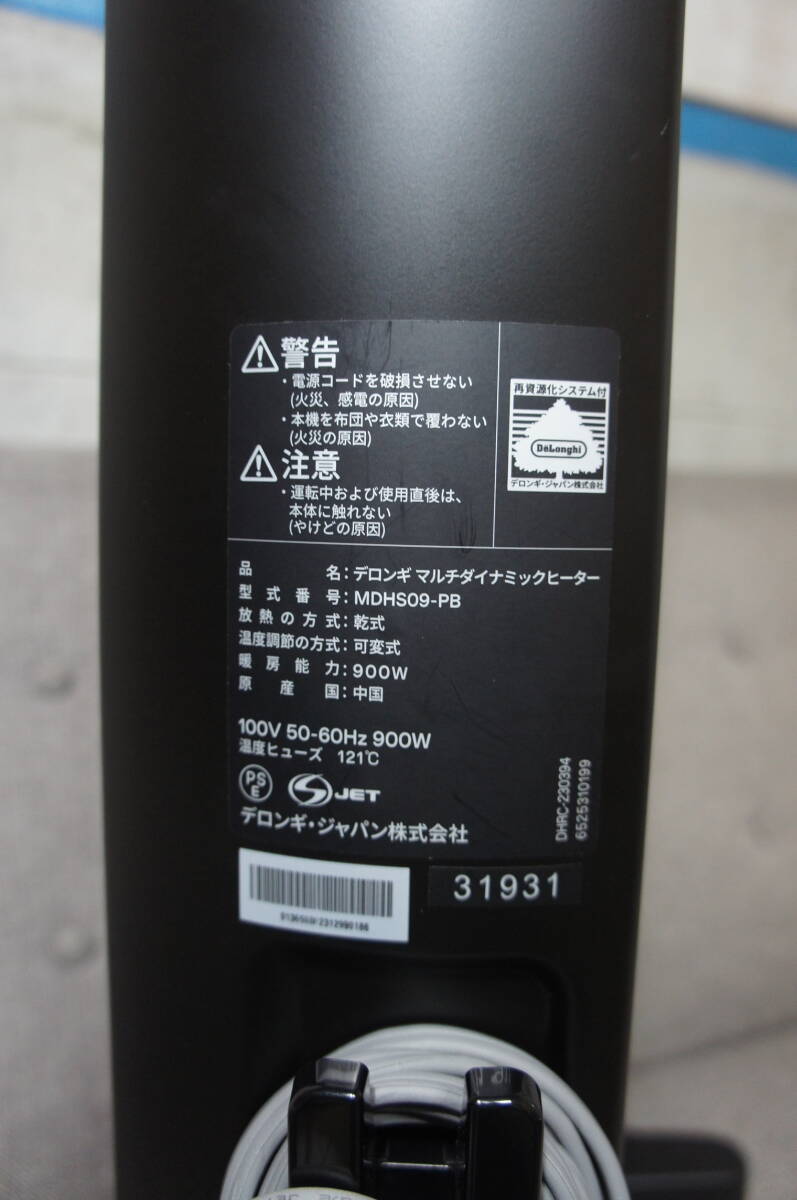 警告
・電源コードを破損させない
(火災、感電の原因)
・本機を布団や衣類で覆わない
(火災の原因)
注意
・運転中および使用直後は、
本体に触れない
(やけどの原因)
再資源化システム付
DeLonghi
デロンギ・ジャパン株式会社
品名：デロンギ マルチダイナミックヒーター
型式番号：MDHS09-PB
放熱の方式：乾式
温度調節の方式：可変式
暖房能力：900W
原産国：中国
100V 50-60Hz 900W
温度ヒューズ 121℃
PSE
JET
デロンギ・ジャパン株式会社
DHRC-230394
6525310199
31931